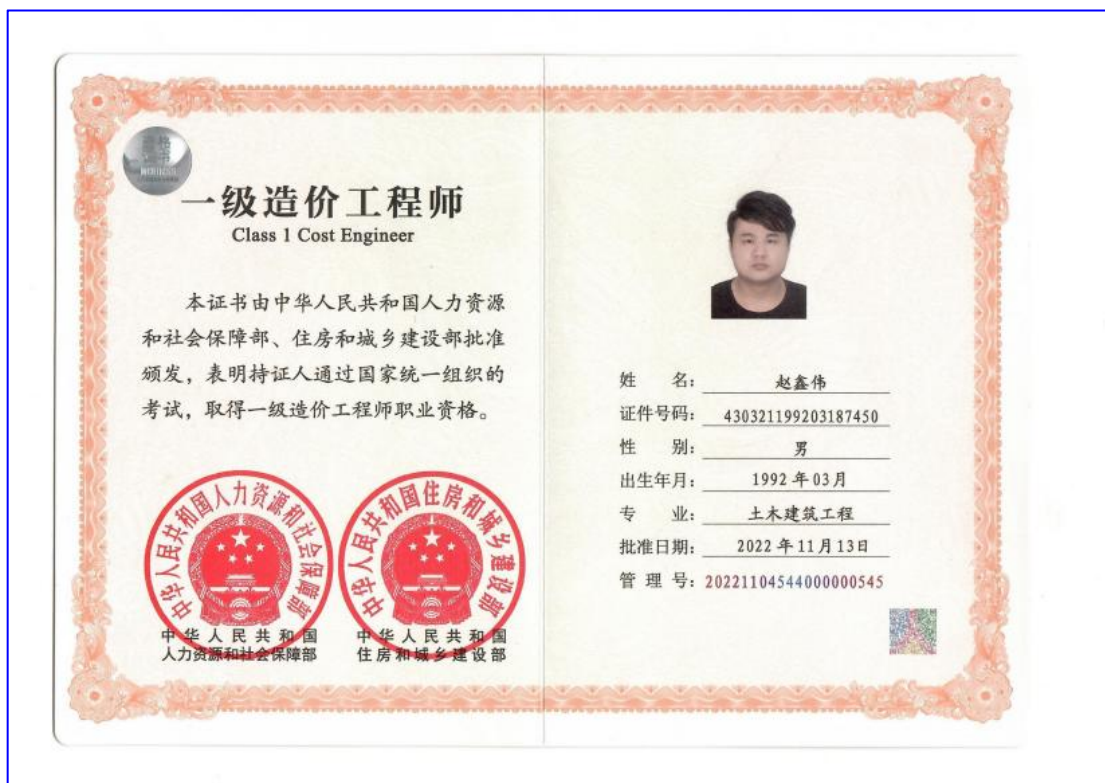 一级造价工程师
Class 1 Cost Engineer
本证书由中华人民共和国人力资源
和社会保障部、住房和城乡建设部批准
颁发,表明持证人通过国家统一组织的
考试,取得一级造价工程师职业资格。
中华人民共和国人力资源和社会保障部
中华人民共和国住房和城乡建设部
中华人民共和国
人力资源和社会保障部
中华人民共和国
住房和城乡建设部
姓 名: 赵鑫伟
证件号码: 430321199203187450
性 别: 男
出生年月: 1992年03月
专 业: 土木建筑工程
批准日期: 2022年11月13日
管 理 号: 20221104544000000545